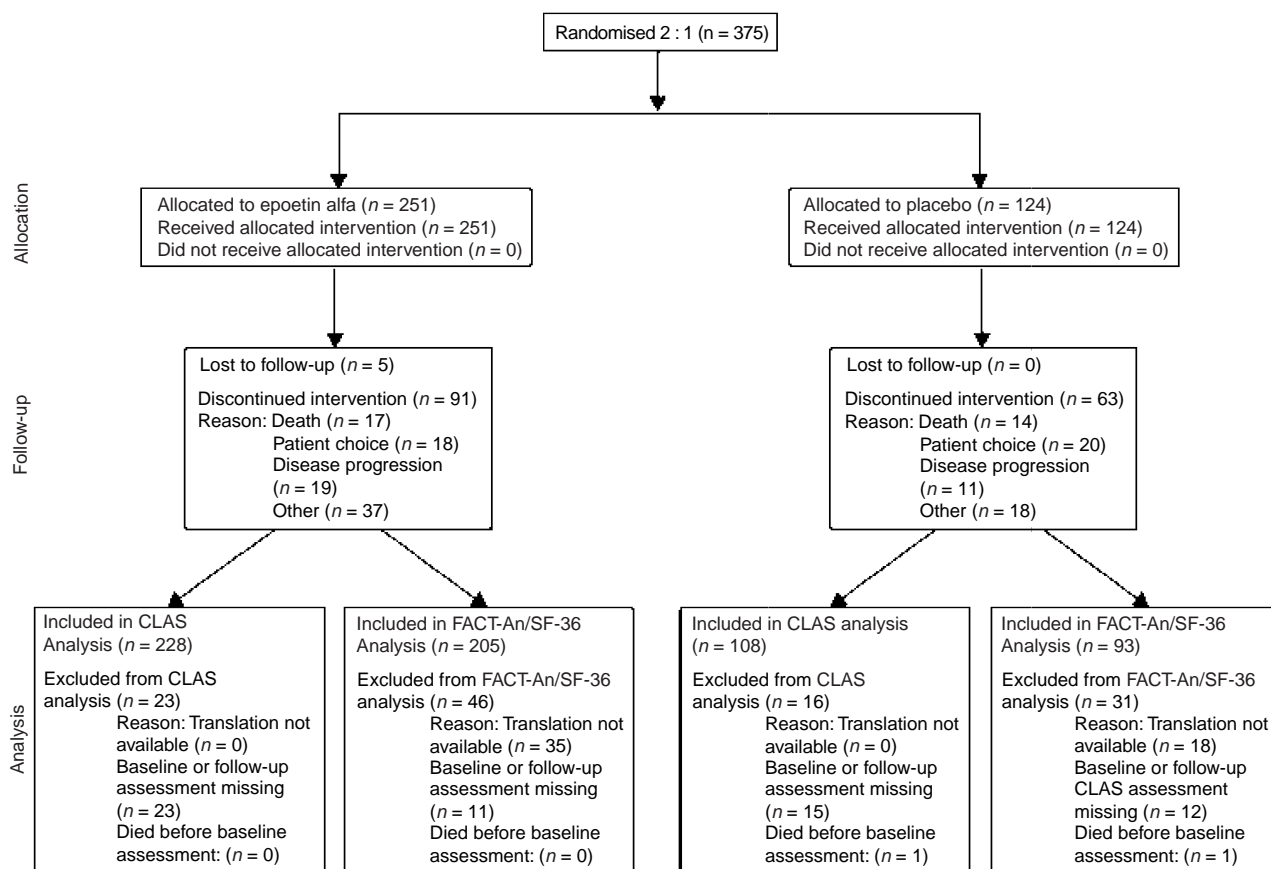 Randomised 2 : 1 (n = 375)
Allocation
Allocated to epoetin alfa (n = 251)
Received allocated intervention (n = 251)
Did not receive allocated intervention (n = 0)
Allocated to placebo (n = 124)
Received allocated intervention (n = 124)
Did not receive allocated intervention (n = 0)
Follow-up
Lost to follow-up (n = 5)
Discontinued intervention (n = 91)
Reason: Death (n = 17)
Patient choice (n = 18)
Disease progression
(n = 19)
Other (n = 37)
Lost to follow-up (n = 0)
Discontinued intervention (n = 63)
Reason: Death (n = 14)
Patient choice (n = 20)
Disease progression
(n = 11)
Other (n = 18)
Analysis
Included in CLAS
Analysis (n = 228)
Excluded from CLAS
analysis (n = 23)
Reason: Translation not
available (n = 0)
Baseline or follow-up
assessment missing
(n = 23)
Died before baseline
assessment: (n = 0)
Included in FACT-An/SF-36
Analysis (n = 205)
Excluded from FACT-An/SF-36
analysis (n = 46)
Reason: Translation not
available (n = 35)
Baseline or follow-up
assessment missing
(n = 11)
Died before baseline
assessment: (n = 0)
Included in CLAS analysis
(n = 108)
Excluded from CLAS
analysis (n = 16)
Reason: Translation not
available (n = 0)
Baseline or follow-up
assessment missing
(n = 15)
Died before baseline
assessment: (n = 1)
Included in FACT-An/SF-36
Analysis (n = 93)
Excluded from FACT-An/SF-36
analysis (n = 31)
Reason: Translation not
available (n = 18)
Baseline or follow-up
CLAS assessment
missing (n = 12)
Died before baseline
assessment: (n = 1)